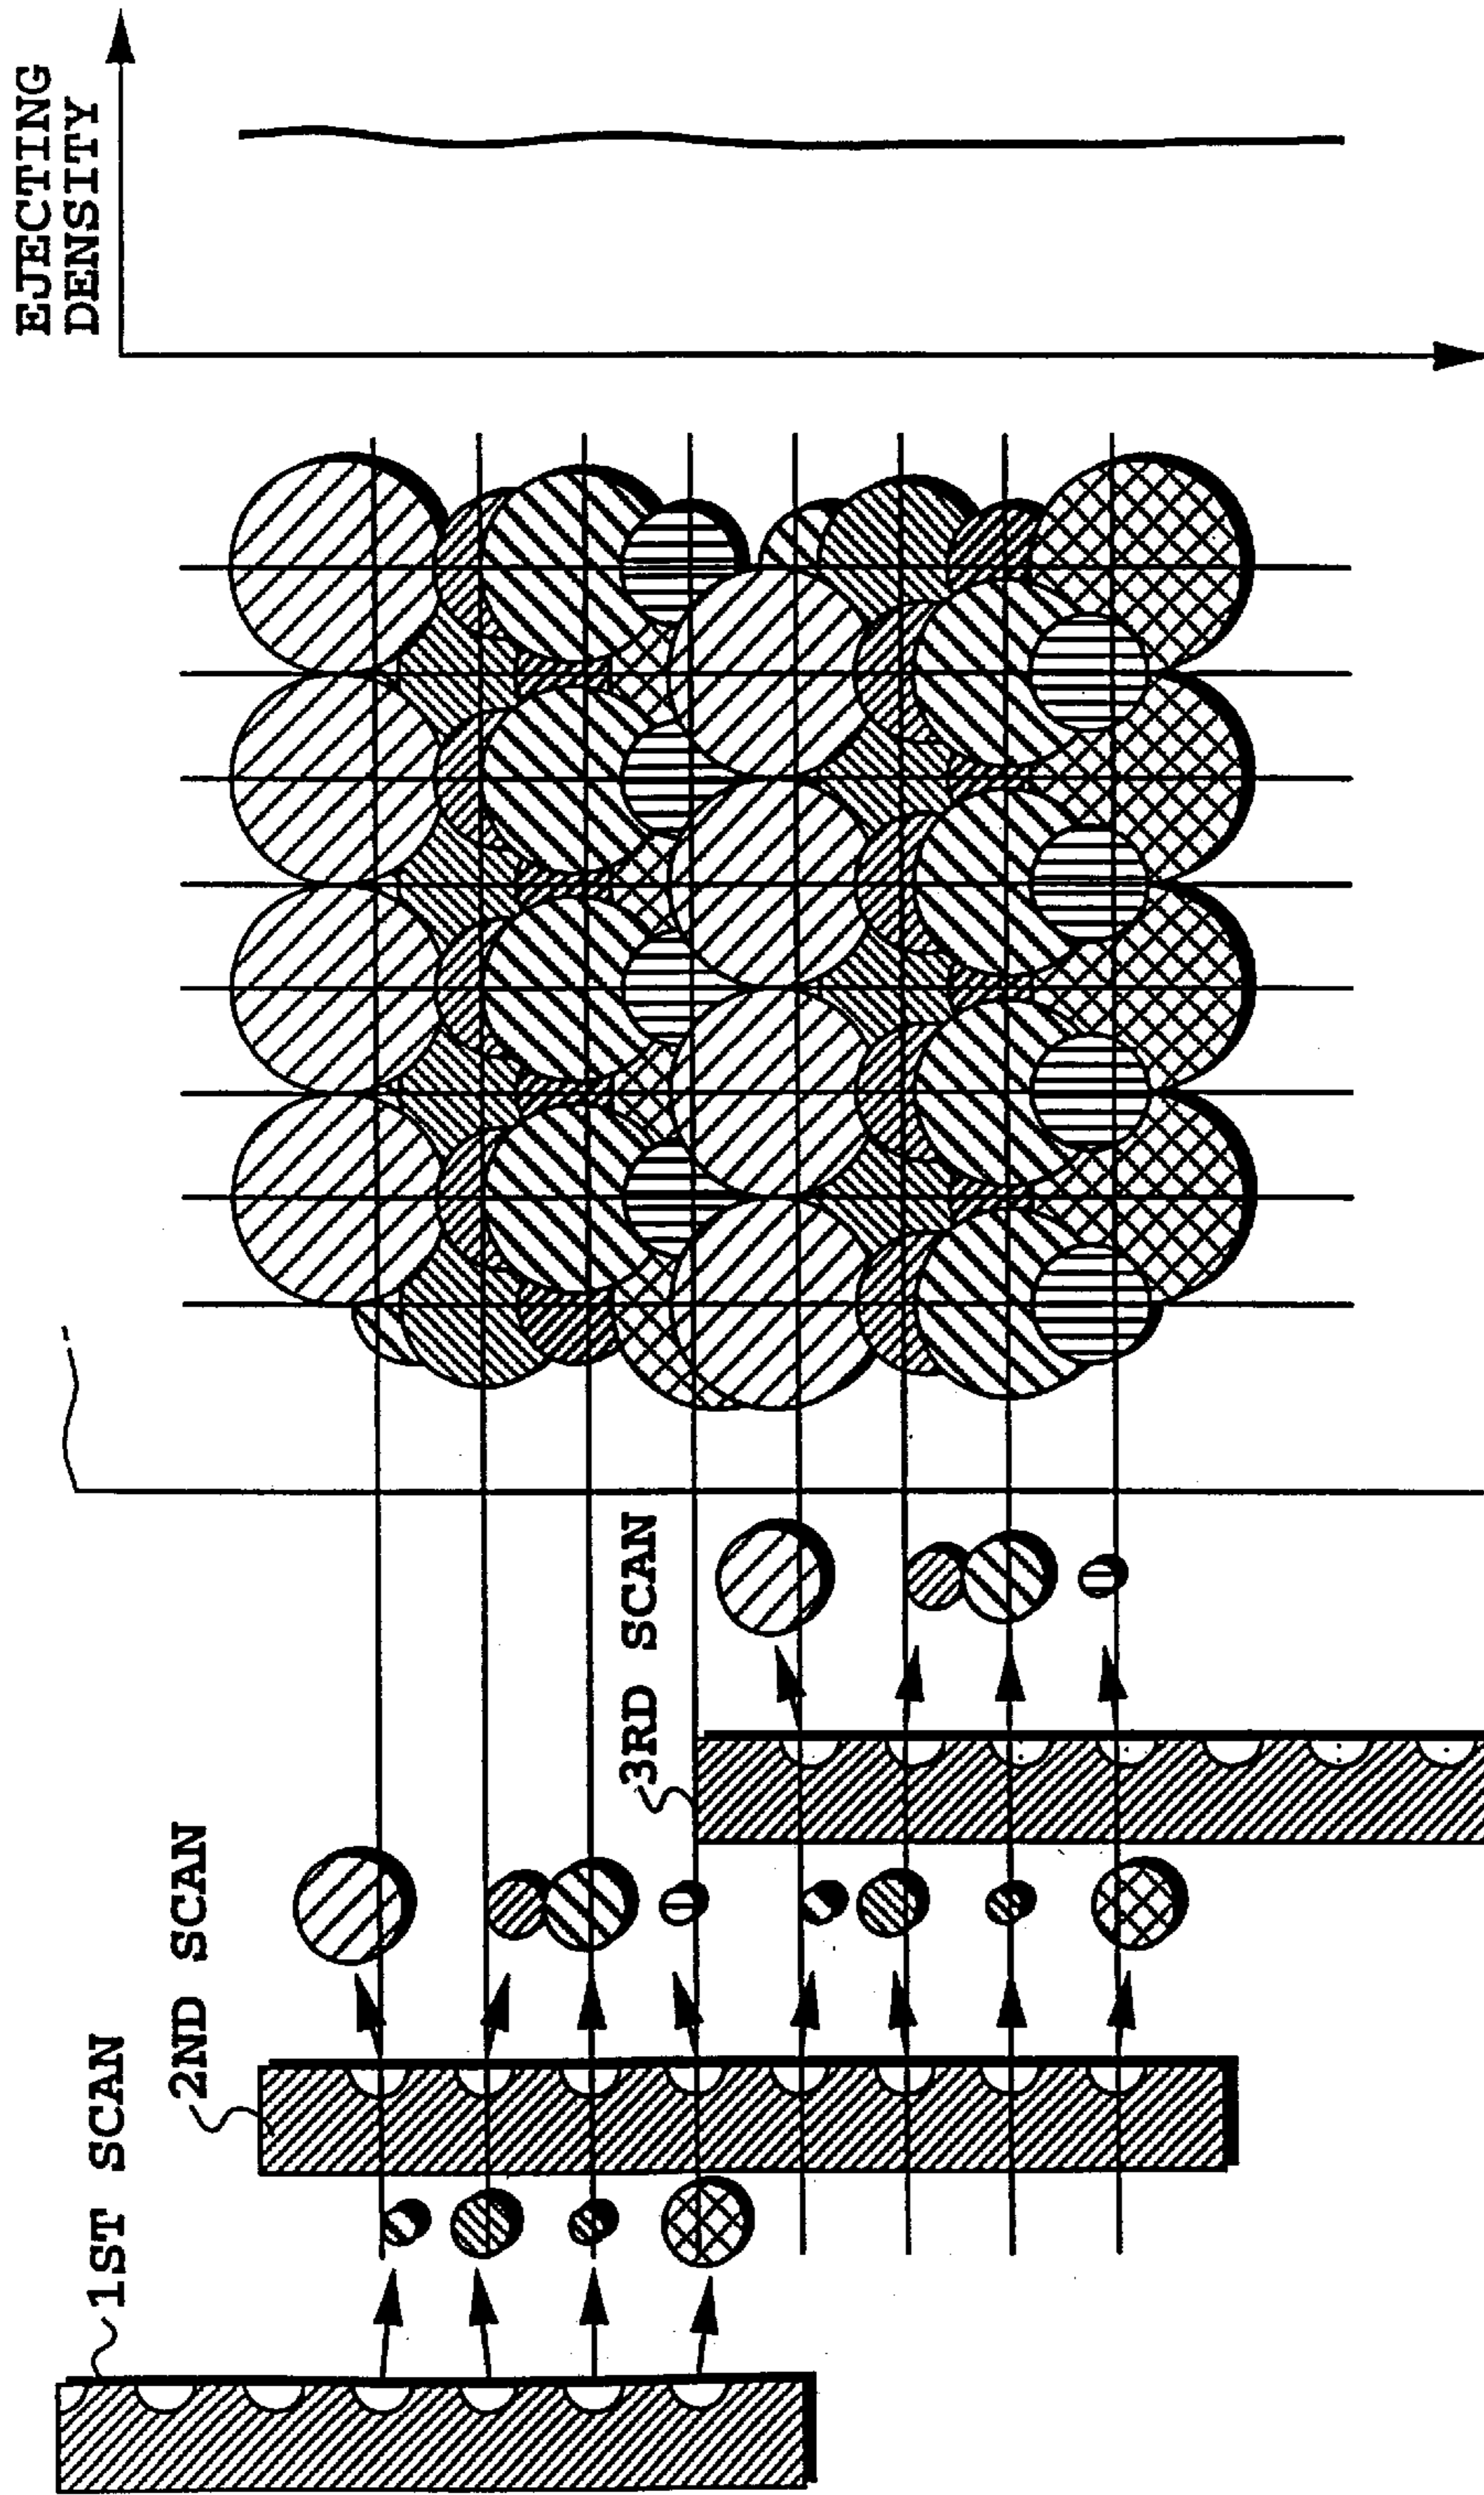 EJECTING
DENSITY
3RD SCAN
2ND SCAN
1ST SCAN